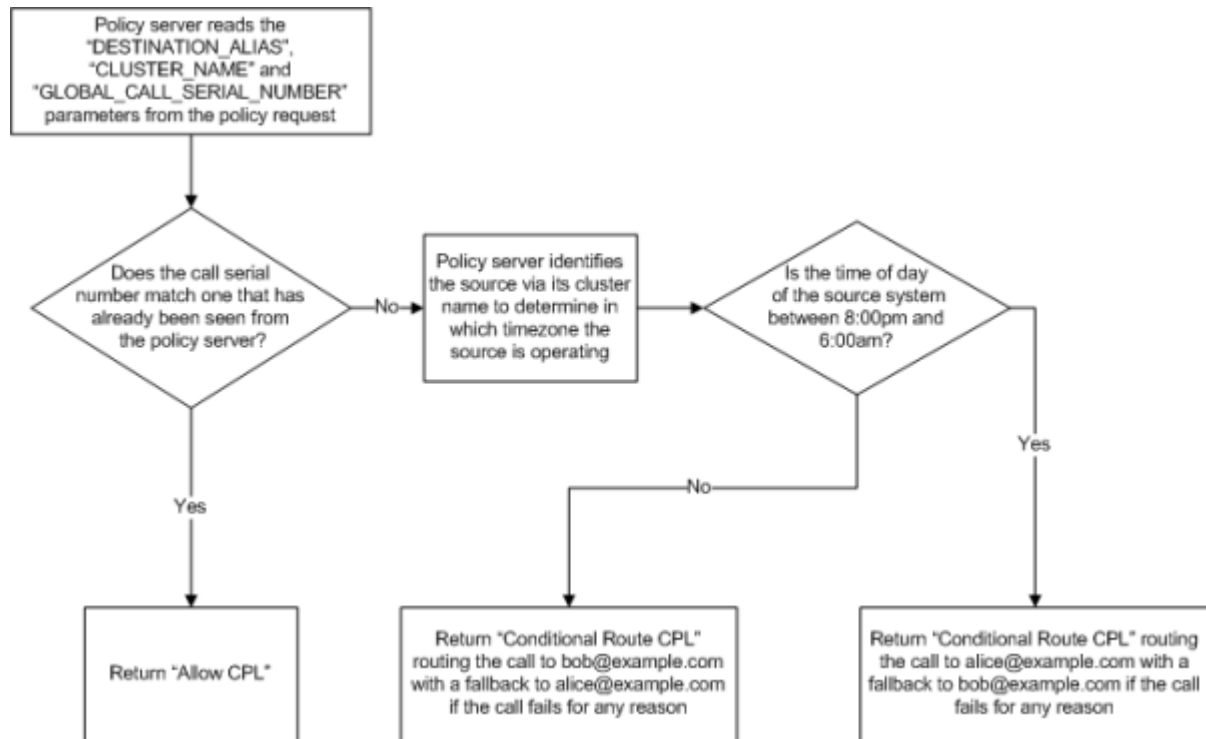 Policy server reads the
“DESTINATION_ALIAS”,
“CLUSTER_NAME” and
“GLOBAL_CALL_SERIAL_NUMBER”
parameters from the policy request
Does the call serial
number match one that has
already been seen from
the policy server?
No
Policy server identifies
the source via its cluster
name to determine in
which timezone the
source is operating
Is the time of day
of the source system
between 8:00pm and
6:00am?
Yes
No
Yes
Return “Allow CPL”
Return “Conditional Route CPL”
routing the call to bob@example.com
with a fallback to alice@example.com
if the call fails for any reason
Return “Conditional Route CPL” routing
the call to alice@example.com with a
fallback to bob@example.com if the call
fails for any reason